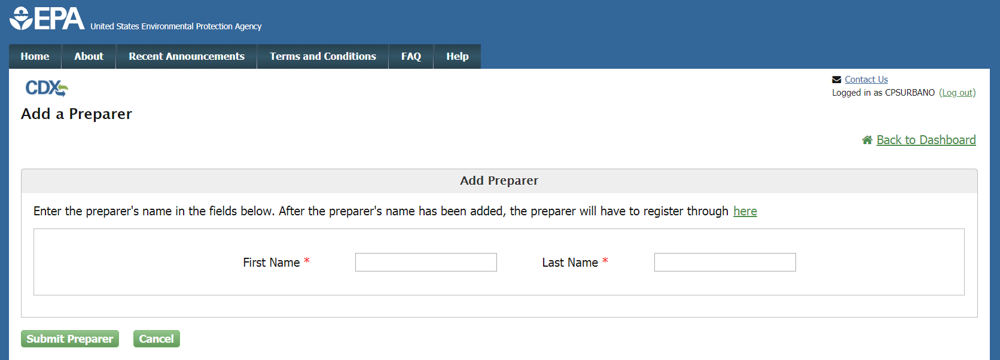 EPA United States Environmental Protection Agency
Home About Recent Announcements Terms and Conditions FAQ Help
CDX
Contact Us
Logged in as CPSURBANO (Log out)
Add a Preparer
Back to Dashboard
Add Preparer
Enter the preparer's name in the fields below. After the preparer's name has been added, the preparer will have to register through here
First Name * Last Name *
Submit Preparer Cancel